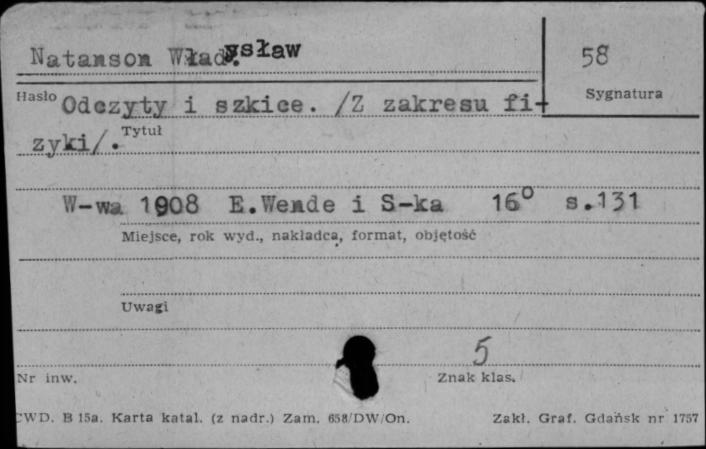 Natanson Władysław
58
Hasło
Sygnatura
Odczyty i szkice. /Z zakresu fi-
zyki/.
Tytuł
W-wa 1908 E.Wende i S-ka 16° s.131
Miejsce, rok wyd., nakładca, format, objętość
Uwagi
5
Nr inw.
Znak klas.
CWD. B 15a. Karta katal. (z nadr.) Zam. 658/DW/On.
Zakł. Graf. Gdańsk nr 1757